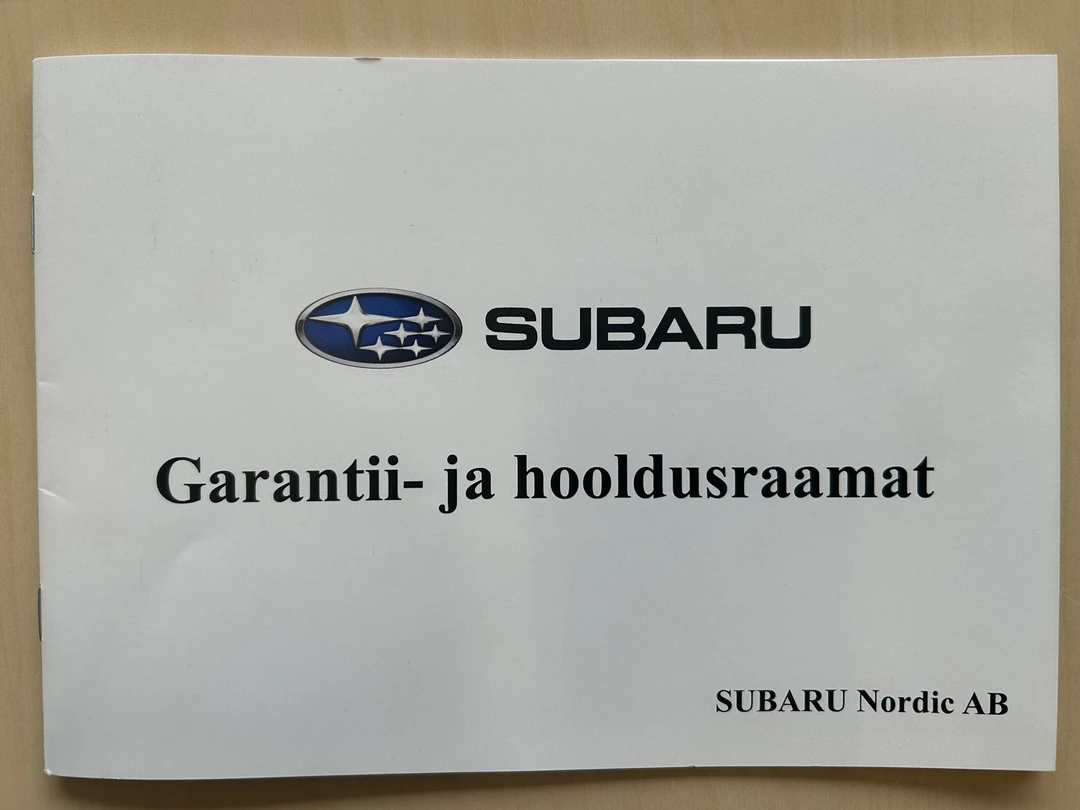 SUBARU
Garantii- ja hooldusraamat
SUBARU Nordic AB